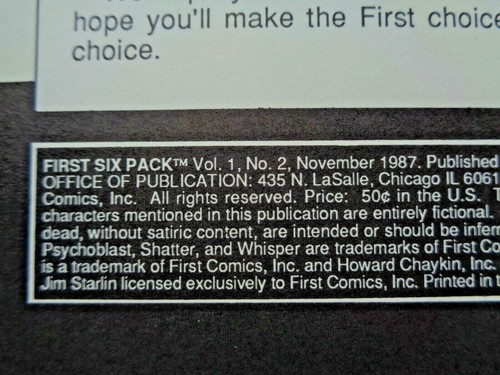 hope you'll make the First choice
choice.
FIRST SIX PACK™ Vol. 1, No. 2, November 1987. Published
OFFICE OF PUBLICATION: 435 N. LaSalle, Chicago IL 6061
Comics, Inc. All rights reserved. Price: 50¢ in the U.S.
characters mentioned in this publication are entirely fictional.
dead, without satiric content, are intended or should be infer
Psychoblast, Shatter, and Whisper are trademarks of First Co
is a trademark of First Comics, Inc. and Howard Chaykin, Inc.
Jim Starlin licensed exclusively to First Comics, Inc. Printed in t